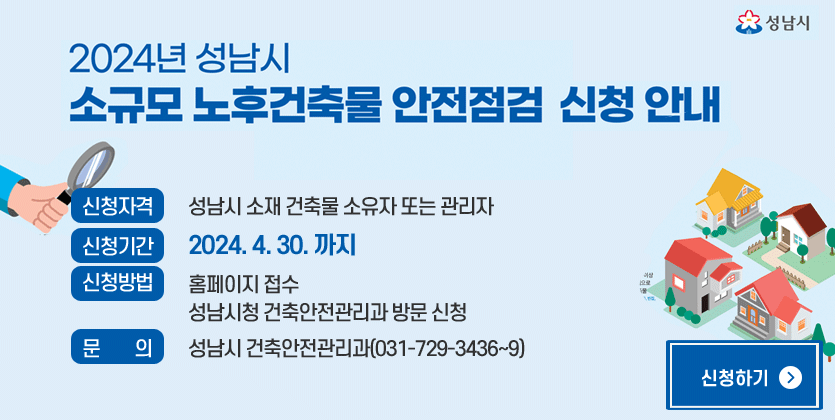 성남시
2024년 성남시
소규모 노후건축물 안전점검 신청 안내
신청자격 성남시 소재 건축물 소유자 또는 관리자
신청기간 2024. 4. 30. 까지
신청방법 홈페이지 접수
성남시청 건축안전관리과 방문 신청
문 의 성남시 건축안전관리과(031-729-3436~9)
신청하기